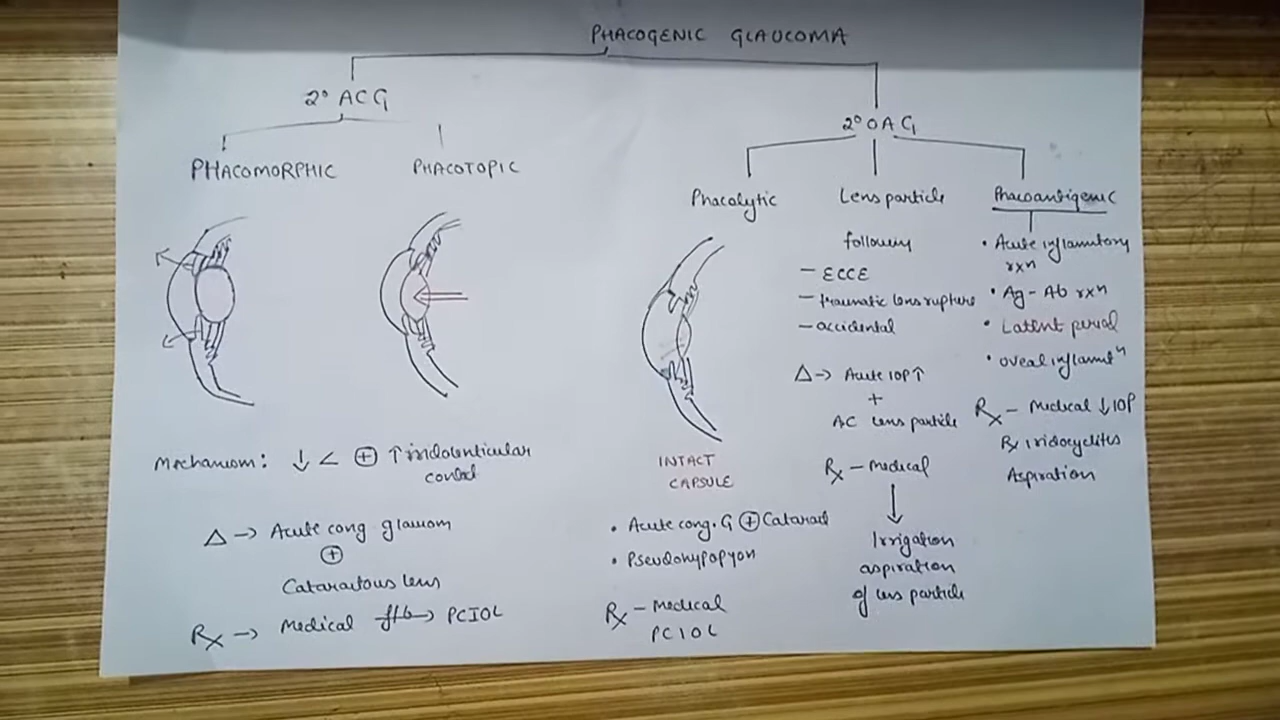 PHACOGENIC GLAUCOMA
2° ACG
PHACOMORPHIC
PHACOTOPIC
Mechanism: ↓ < ⊕ ↑ iridolenticular
contact
Δ → Acute cong glaucom
⊕
Cataractous lens
Rx → Medical f/b → PCIOL
2° OAG
Phacolytic
INTACT
CAPSULE
• Acute cong. G ⊕ Cataract
• Pseudohypopyon
Rx – Medical
PCIOL
Lens particle
following
– ECCE
– traumatic lens rupture
– accidental
Δ → Acute IOP ↑
+
AC lens particle
Rx – medical
↓
Irrigation
aspiration
of lens particle
Phacoantigenic
• Acute inflammatory
rxn
• Ag – Ab rxn
• Latent period
• uveal inflammtn
Rx – Medical ↓ IOP
Rx iridocyclites
Aspiration